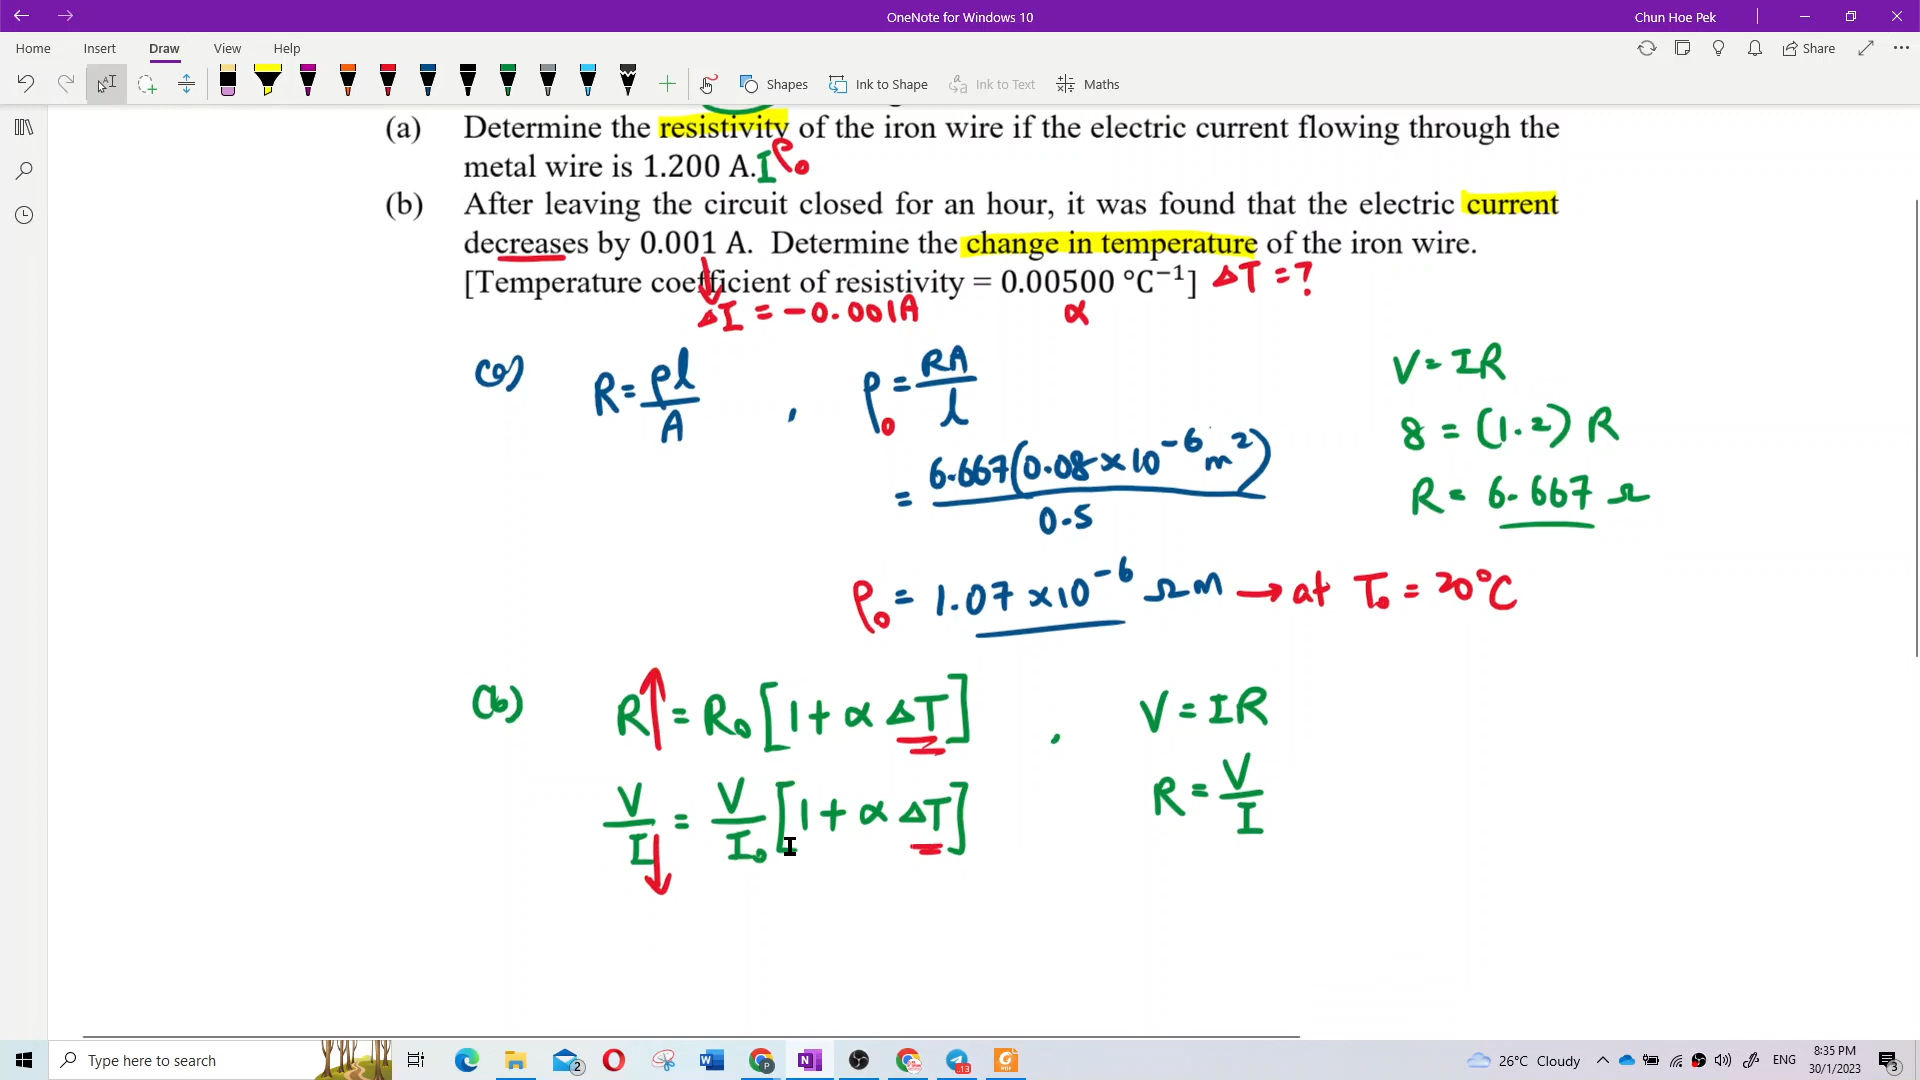 OneNote for Windows 10
Chun Hoe Pek
Home Insert Draw View Help
Share
Shapes Ink to Shape Ink to Text Maths
(a) Determine the resistivity of the iron wire if the electric current flowing through the
metal wire is 1.200 A. I ρ₀
(b) After leaving the circuit closed for an hour, it was found that the electric current
decreases by 0.001 A. Determine the change in temperature of the iron wire.
[Temperature coefficient of resistivity = 0.00500 °C⁻¹] ΔT = ?
ΔI = -0.001A α
(a) R = ρl/A , ρ₀ = RA/l
= 6.667(0.08 × 10⁻⁶ m²)/0.5
ρ₀ = 1.07 × 10⁻⁶ Ωm → at T₀ = 20°C
V = IR
8 = (1.2) R
R = 6.667 Ω
(b) R = R₀ [1 + α ΔT] , V = IR
V/I = V/I₀ [1 + α ΔT]
R = V/I
Type here to search
2
13
26°C Cloudy
ENG
8:35 PM
30/1/2023
3